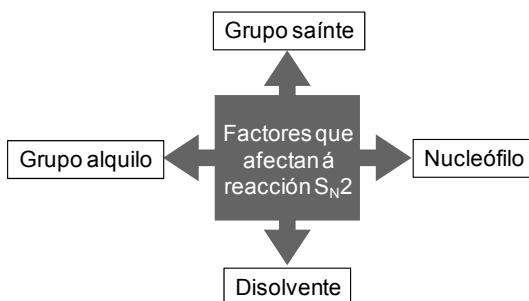 Grupo saínte
Factores que
afectan á
reacción SN2
Grupo alquilo
Nucleófilo
Disolvente